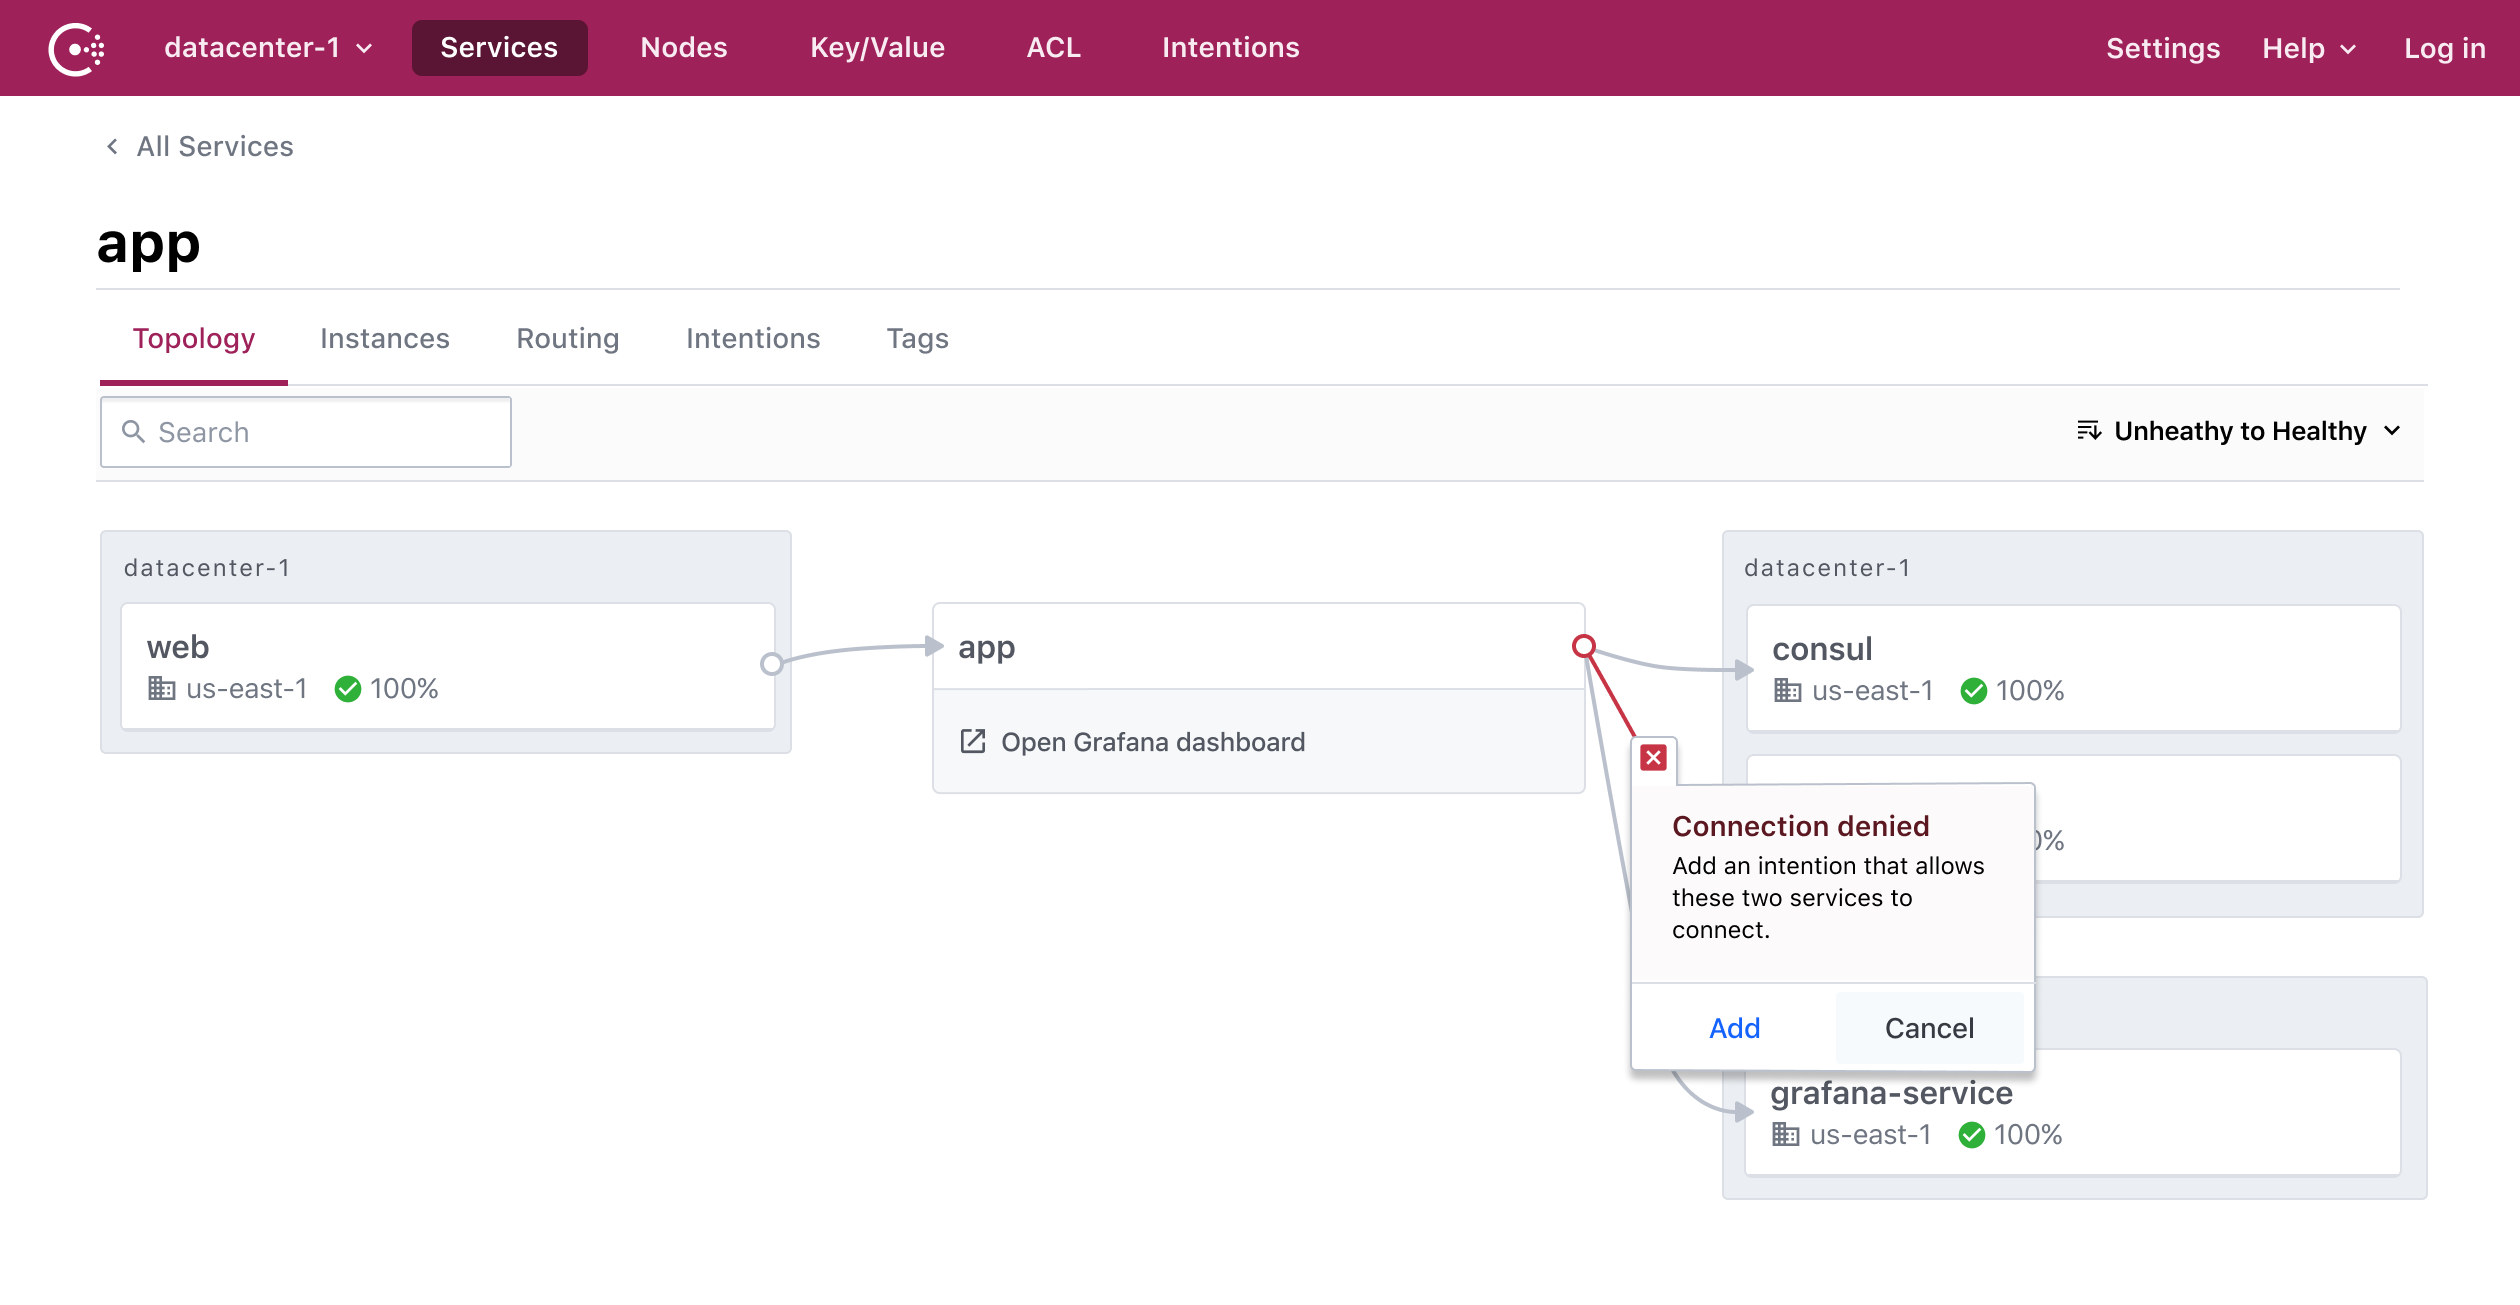 datacenter-1 Services Nodes Key/Value ACL Intentions Settings Help Log in
All Services
app
Topology Instances Routing Intentions Tags
Search Unheathy to Healthy
datacenter-1
web
us-east-1 100%
app
Open Grafana dashboard
datacenter-1
consul
us-east-1 100%
Connection denied
Add an intention that allows
these two services to
connect.
Add Cancel
grafana-service
us-east-1 100%